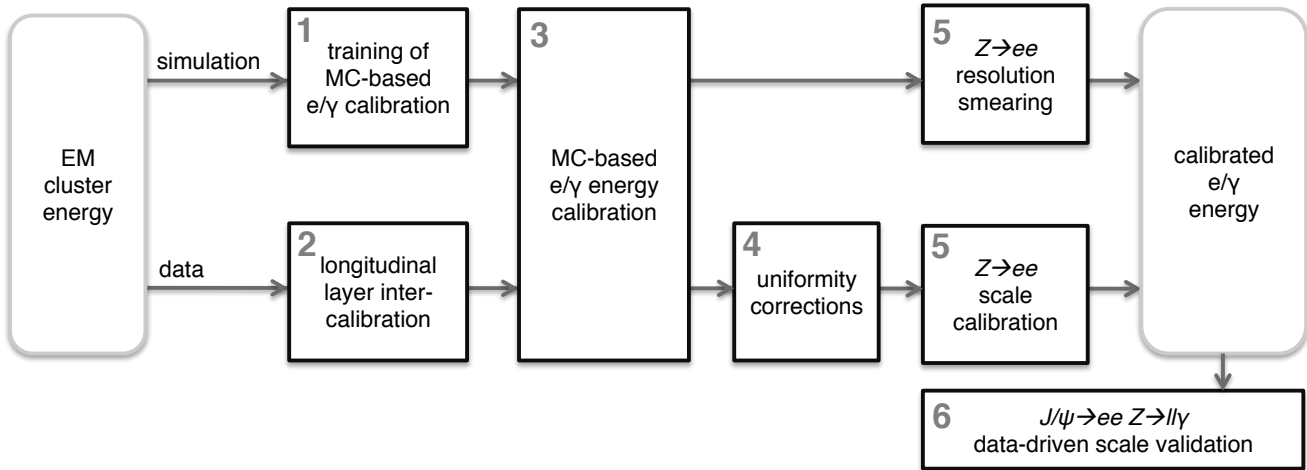 EM
cluster
energy
simulation
data
1
training of
MC-based
e/γ calibration
2
longitudinal
layer inter-
calibration
3
MC-based
e/γ energy
calibration
4
uniformity
corrections
5
Z→ee
resolution
smearing
5
Z→ee
scale
calibration
calibrated
e/γ
energy
6
J/ψ→ee Z→llγ
data-driven scale validation